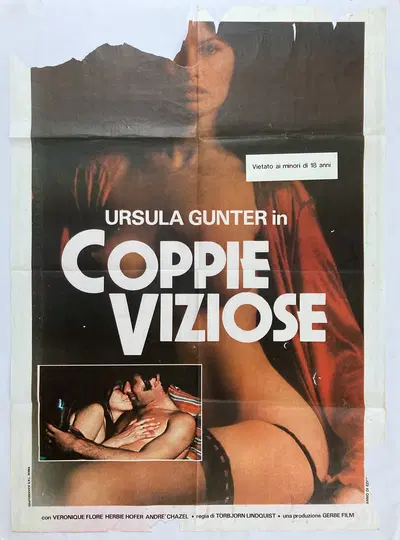 Vietato ai minori di 18 anni
URSULA GUNTER in
COPPIE
VIZIOSE
con VERONIQUE FLORE HERBIE HOFER ANDRE' CHAZEL • regia di TORBJORN LINDQUIST • una produzione GERBE FILM